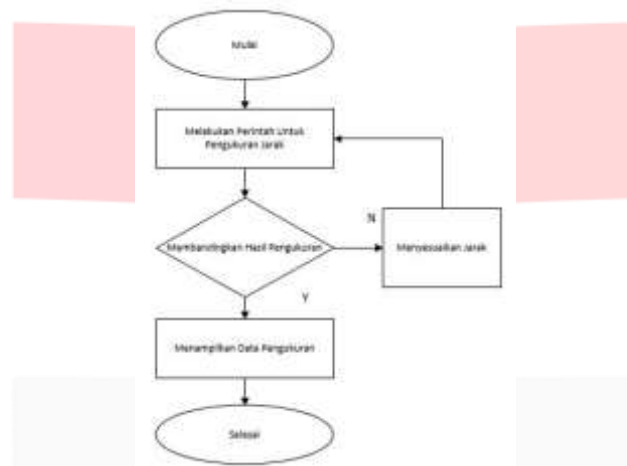 Mulai
Melakukan Perintah Untuk
Pengukuran Jarak
Membandingkan Hasil Pengukuran
N
Menyesuaikan Jarak
Y
Menampilkan Data Pengukuran
Selesai